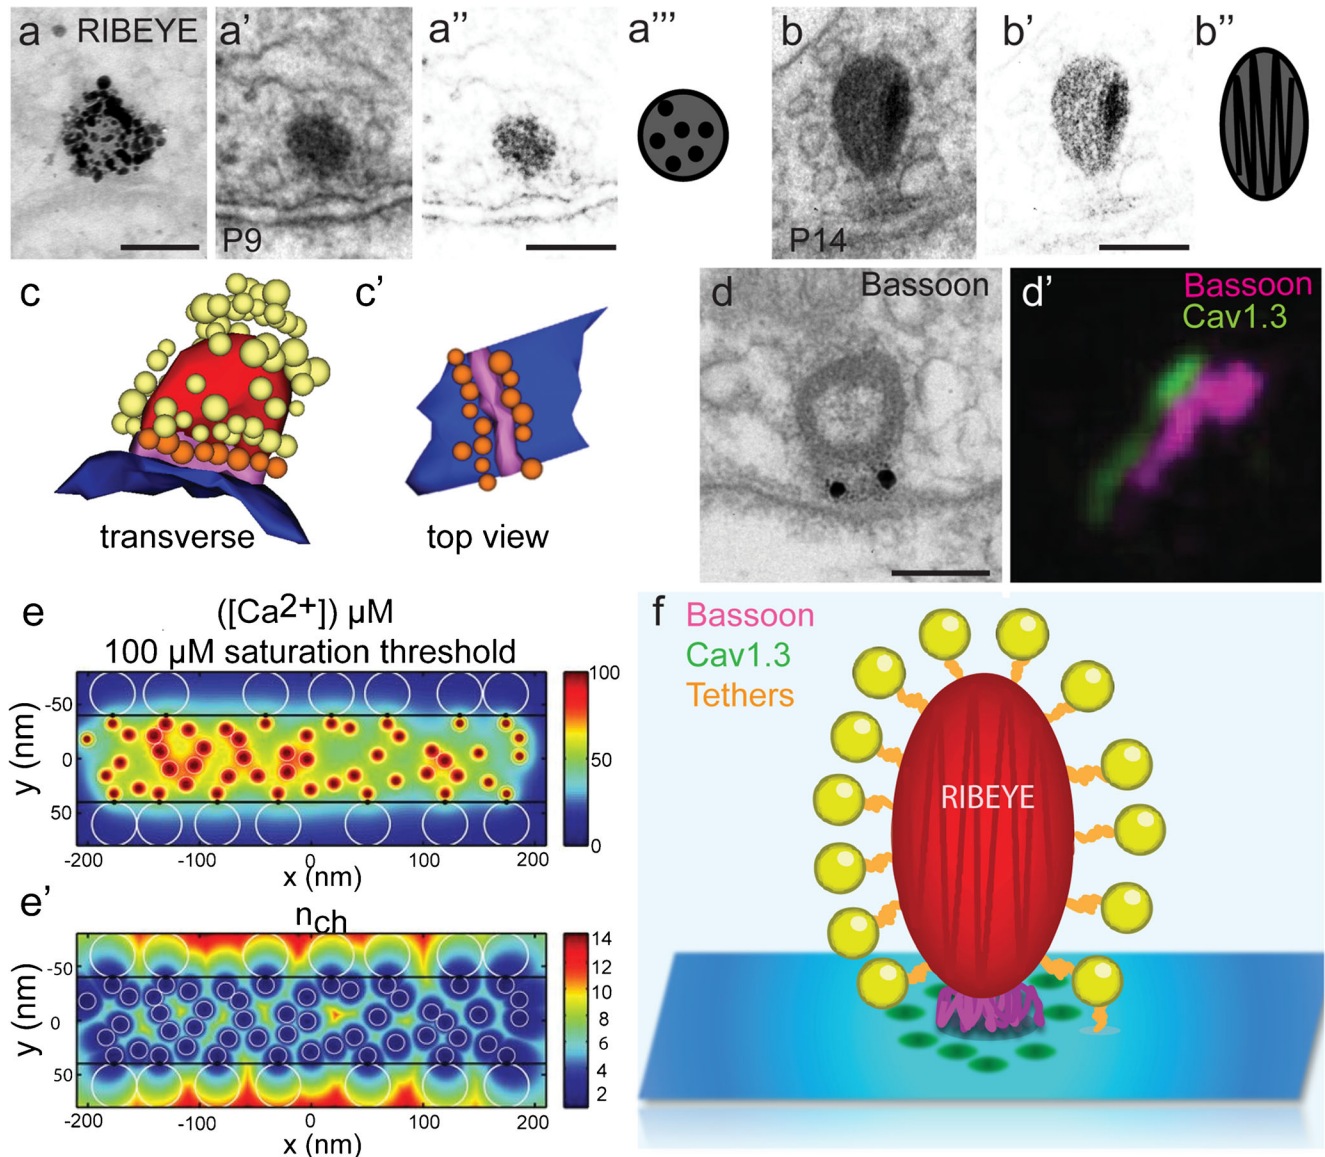 a RIBEYE
a'
a''
a'''
b
b'
b''
P9
P14
c
c'
d Bassoon
d' Bassoon
Cav1.3
transverse
top view
e
([Ca2+]) µM
100 µM saturation threshold
-50
0
50
y (nm)
-200
-100
0
100
200
x (nm)
100
50
0
e'
nch
-50
0
50
y (nm)
-200
-100
0
100
200
x (nm)
14
12
10
8
6
4
2
f Bassoon
Cav1.3
Tethers
RIBEYE